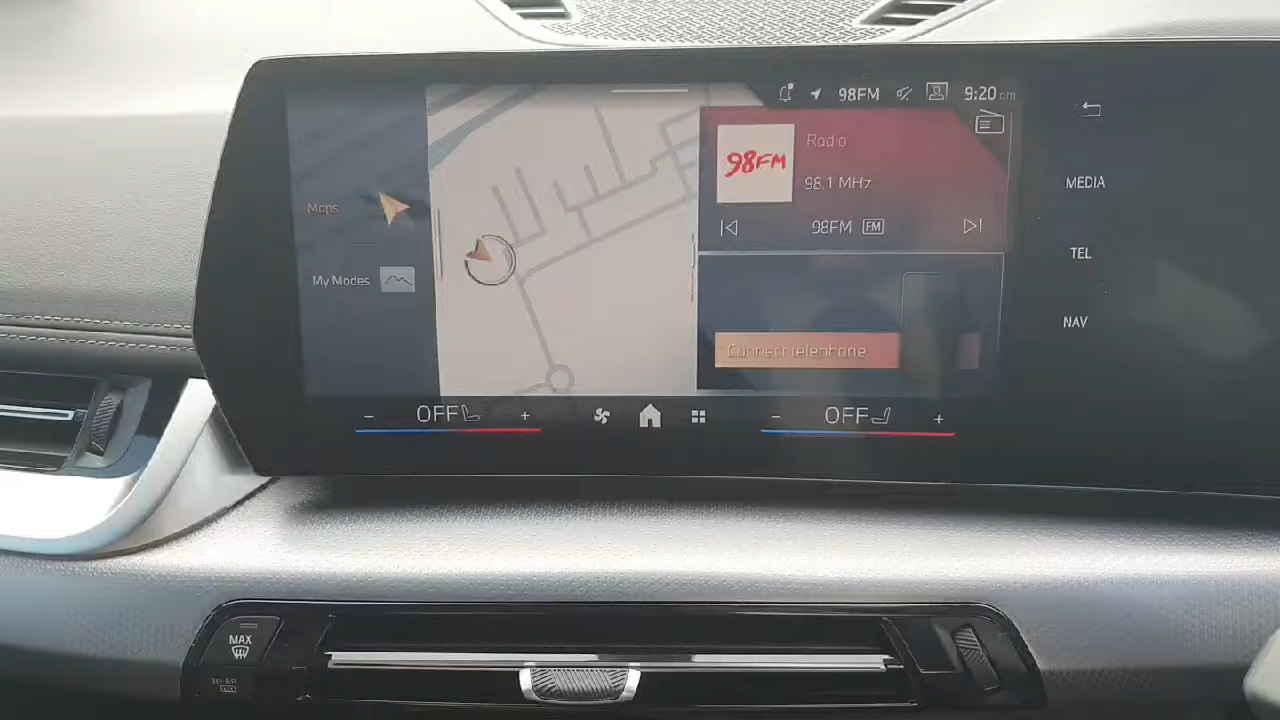 98FM 9:20 am
Maps
My Modes
98FM
Radio
98.1 MHz
98FM FM
Connect telephone
MEDIA
TEL
NAV
- OFF +
- OFF +
MAX